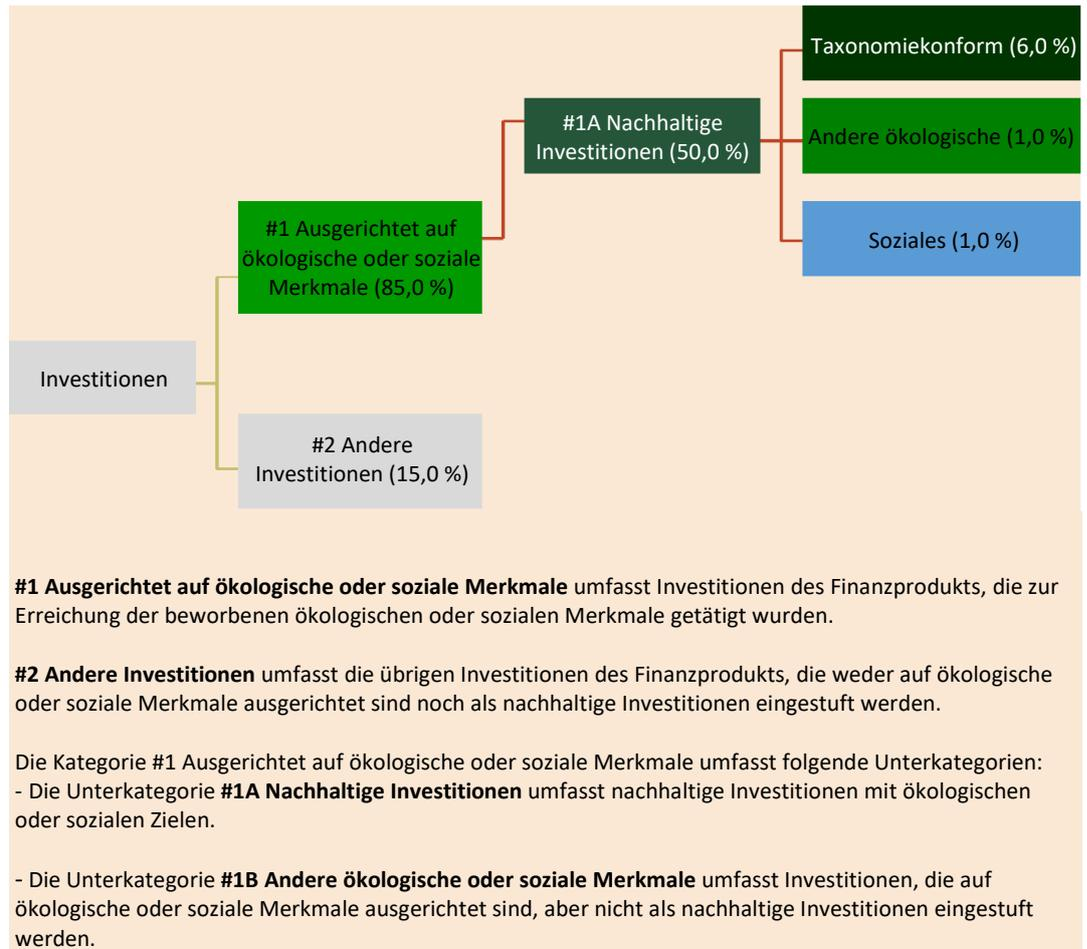 Taxonomiekonform (6,0 %)
#1A Nachhaltige
Investitionen (50,0 %)
Andere ökologische (1,0 %)
#1 Ausgerichtet auf
ökologische oder soziale
Merkmale (85,0 %)
Soziales (1,0 %)
Investitionen
#2 Andere
Investitionen (15,0 %)
#1 Ausgerichtet auf ökologische oder soziale Merkmale umfasst Investitionen des Finanzprodukts, die zur
Erreichung der beworbenen ökologischen oder sozialen Merkmale getätigt wurden.
#2 Andere Investitionen umfasst die übrigen Investitionen des Finanzprodukts, die weder auf ökologische
oder soziale Merkmale ausgerichtet sind noch als nachhaltige Investitionen eingestuft werden.
Die Kategorie #1 Ausgerichtet auf ökologische oder soziale Merkmale umfasst folgende Unterkategorien:
- Die Unterkategorie #1A Nachhaltige Investitionen umfasst nachhaltige Investitionen mit ökologischen
oder sozialen Zielen.
- Die Unterkategorie #1B Andere ökologische oder soziale Merkmale umfasst Investitionen, die auf
ökologische oder soziale Merkmale ausgerichtet sind, aber nicht als nachhaltige Investitionen eingestuft
werden.